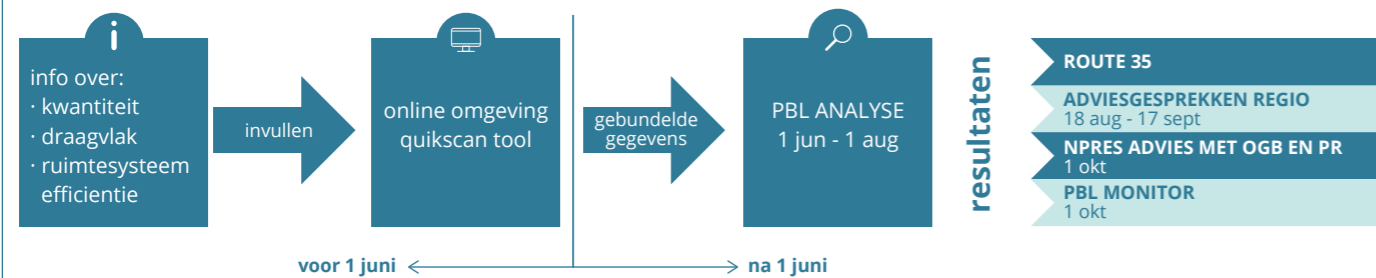 info over:
· kwantiteit
· draagvlak
· ruimtesysteem
efficientie
invullen
online omgeving
quikscan tool
gebundelde
gegevens
PBL ANALYSE
1 jun - 1 aug
resultaten
ROUTE 35
ADVIESGESPREKKEN REGIO
18 aug - 17 sept
NPRES ADVIES MET OGB EN PR
1 okt
PBL MONITOR
1 okt
voor 1 juni
na 1 juni